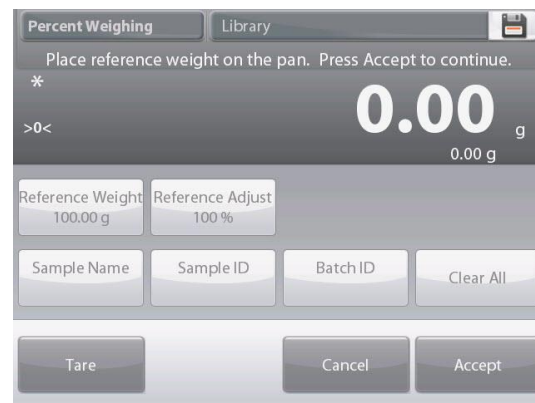 Percent Weighing Library
Place reference weight on the pan. Press Accept to continue.
*
>0<
0.00 g
0.00 g
Reference Weight Reference Adjust
100.00 g 100 %
Sample Name Sample ID Batch ID Clear All
Tare Cancel Accept